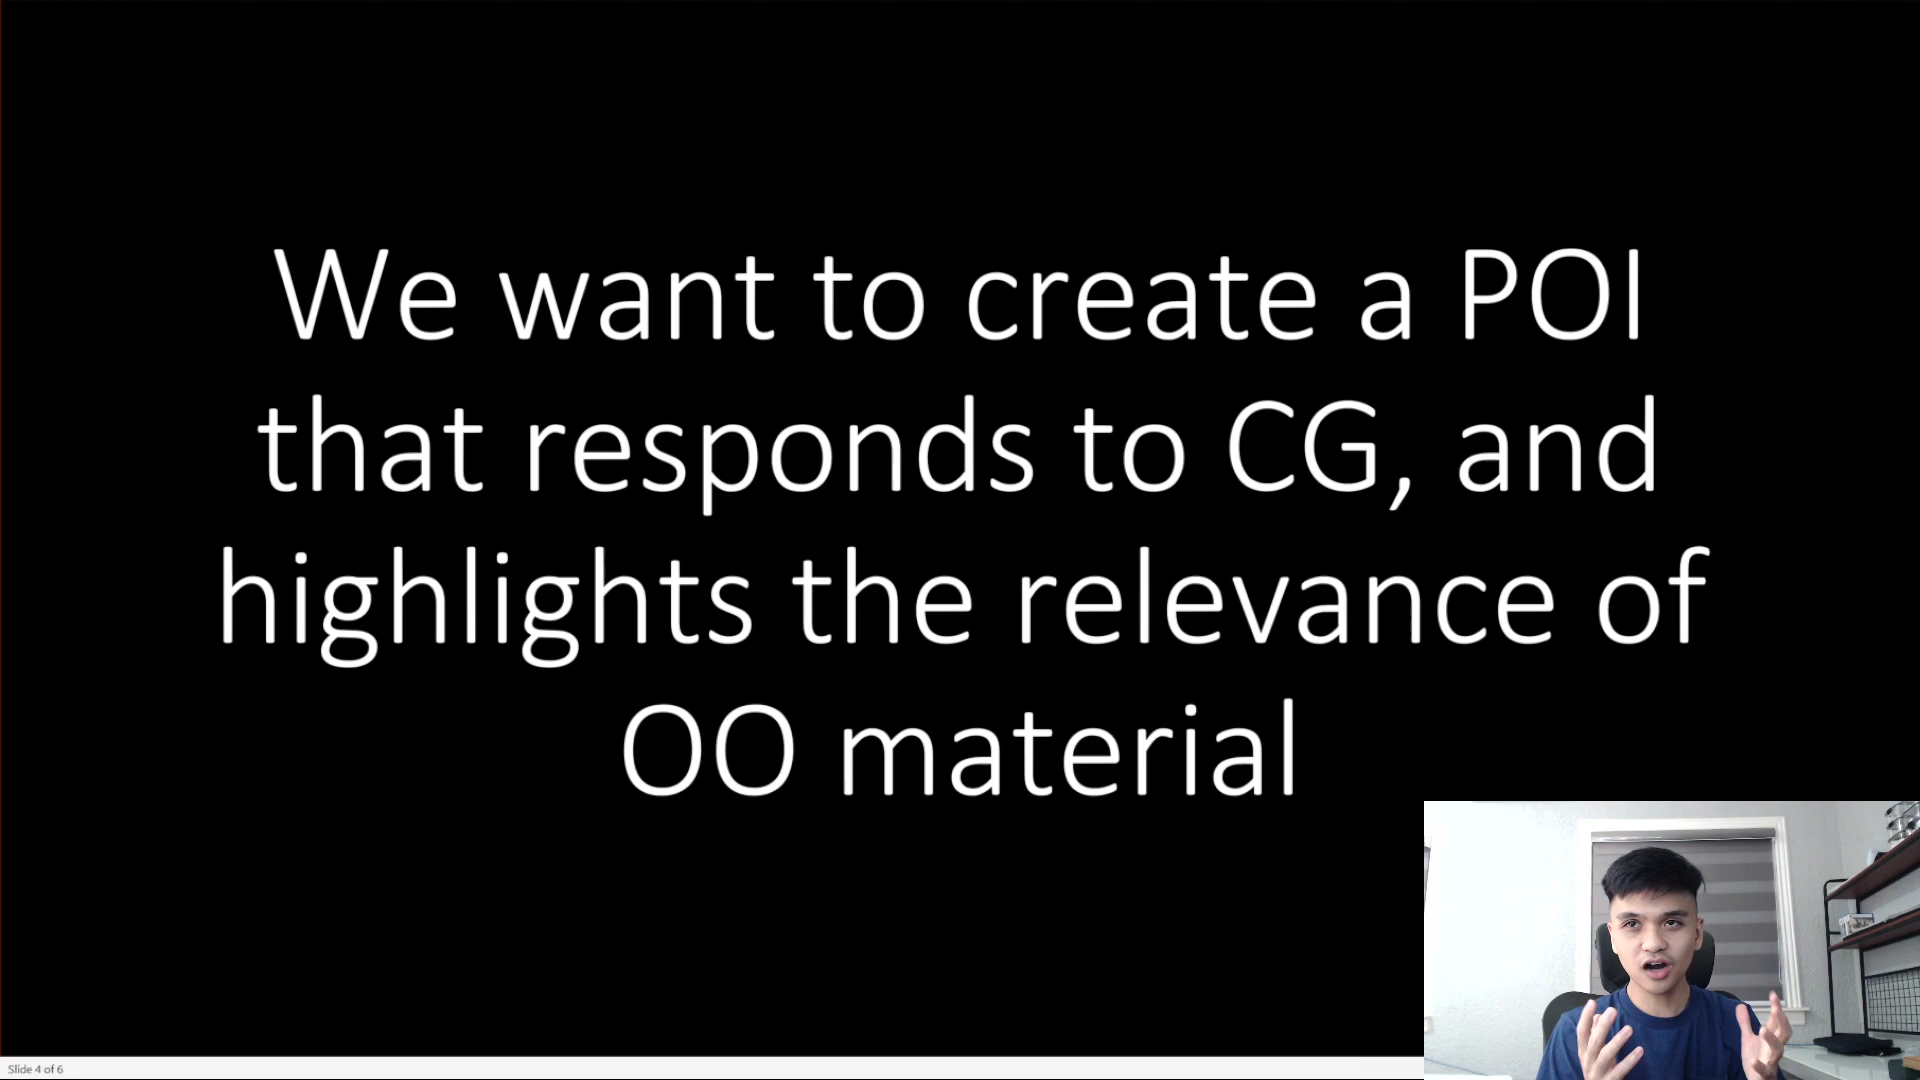 We want to create a POI
that responds to CG, and
highlights the relevance of
OO material
Slide 4 of 6